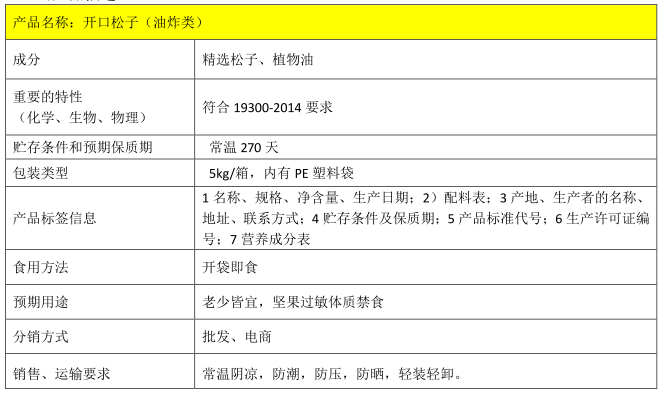 产品名称：开口松子（油炸类）
成分
精选松子、植物油
重要的特性
（化学、生物、物理）
符合 19300-2014 要求
贮存条件和预期保质期
常温 270 天
包装类型
5kg/箱，内有 PE 塑料袋
产品标签信息
1 名称、规格、净含量、生产日期；2）配料表；3 产地、生产者的名称、
地址、联系方式；4 贮存条件及保质期；5 产品标准代号；6 生产许可证编
号；7 营养成分表
食用方法
开袋即食
预期用途
老少皆宜，坚果过敏体质禁食
分销方式
批发、电商
销售、运输要求
常温阴凉，防潮，防压，防晒，轻装轻卸。